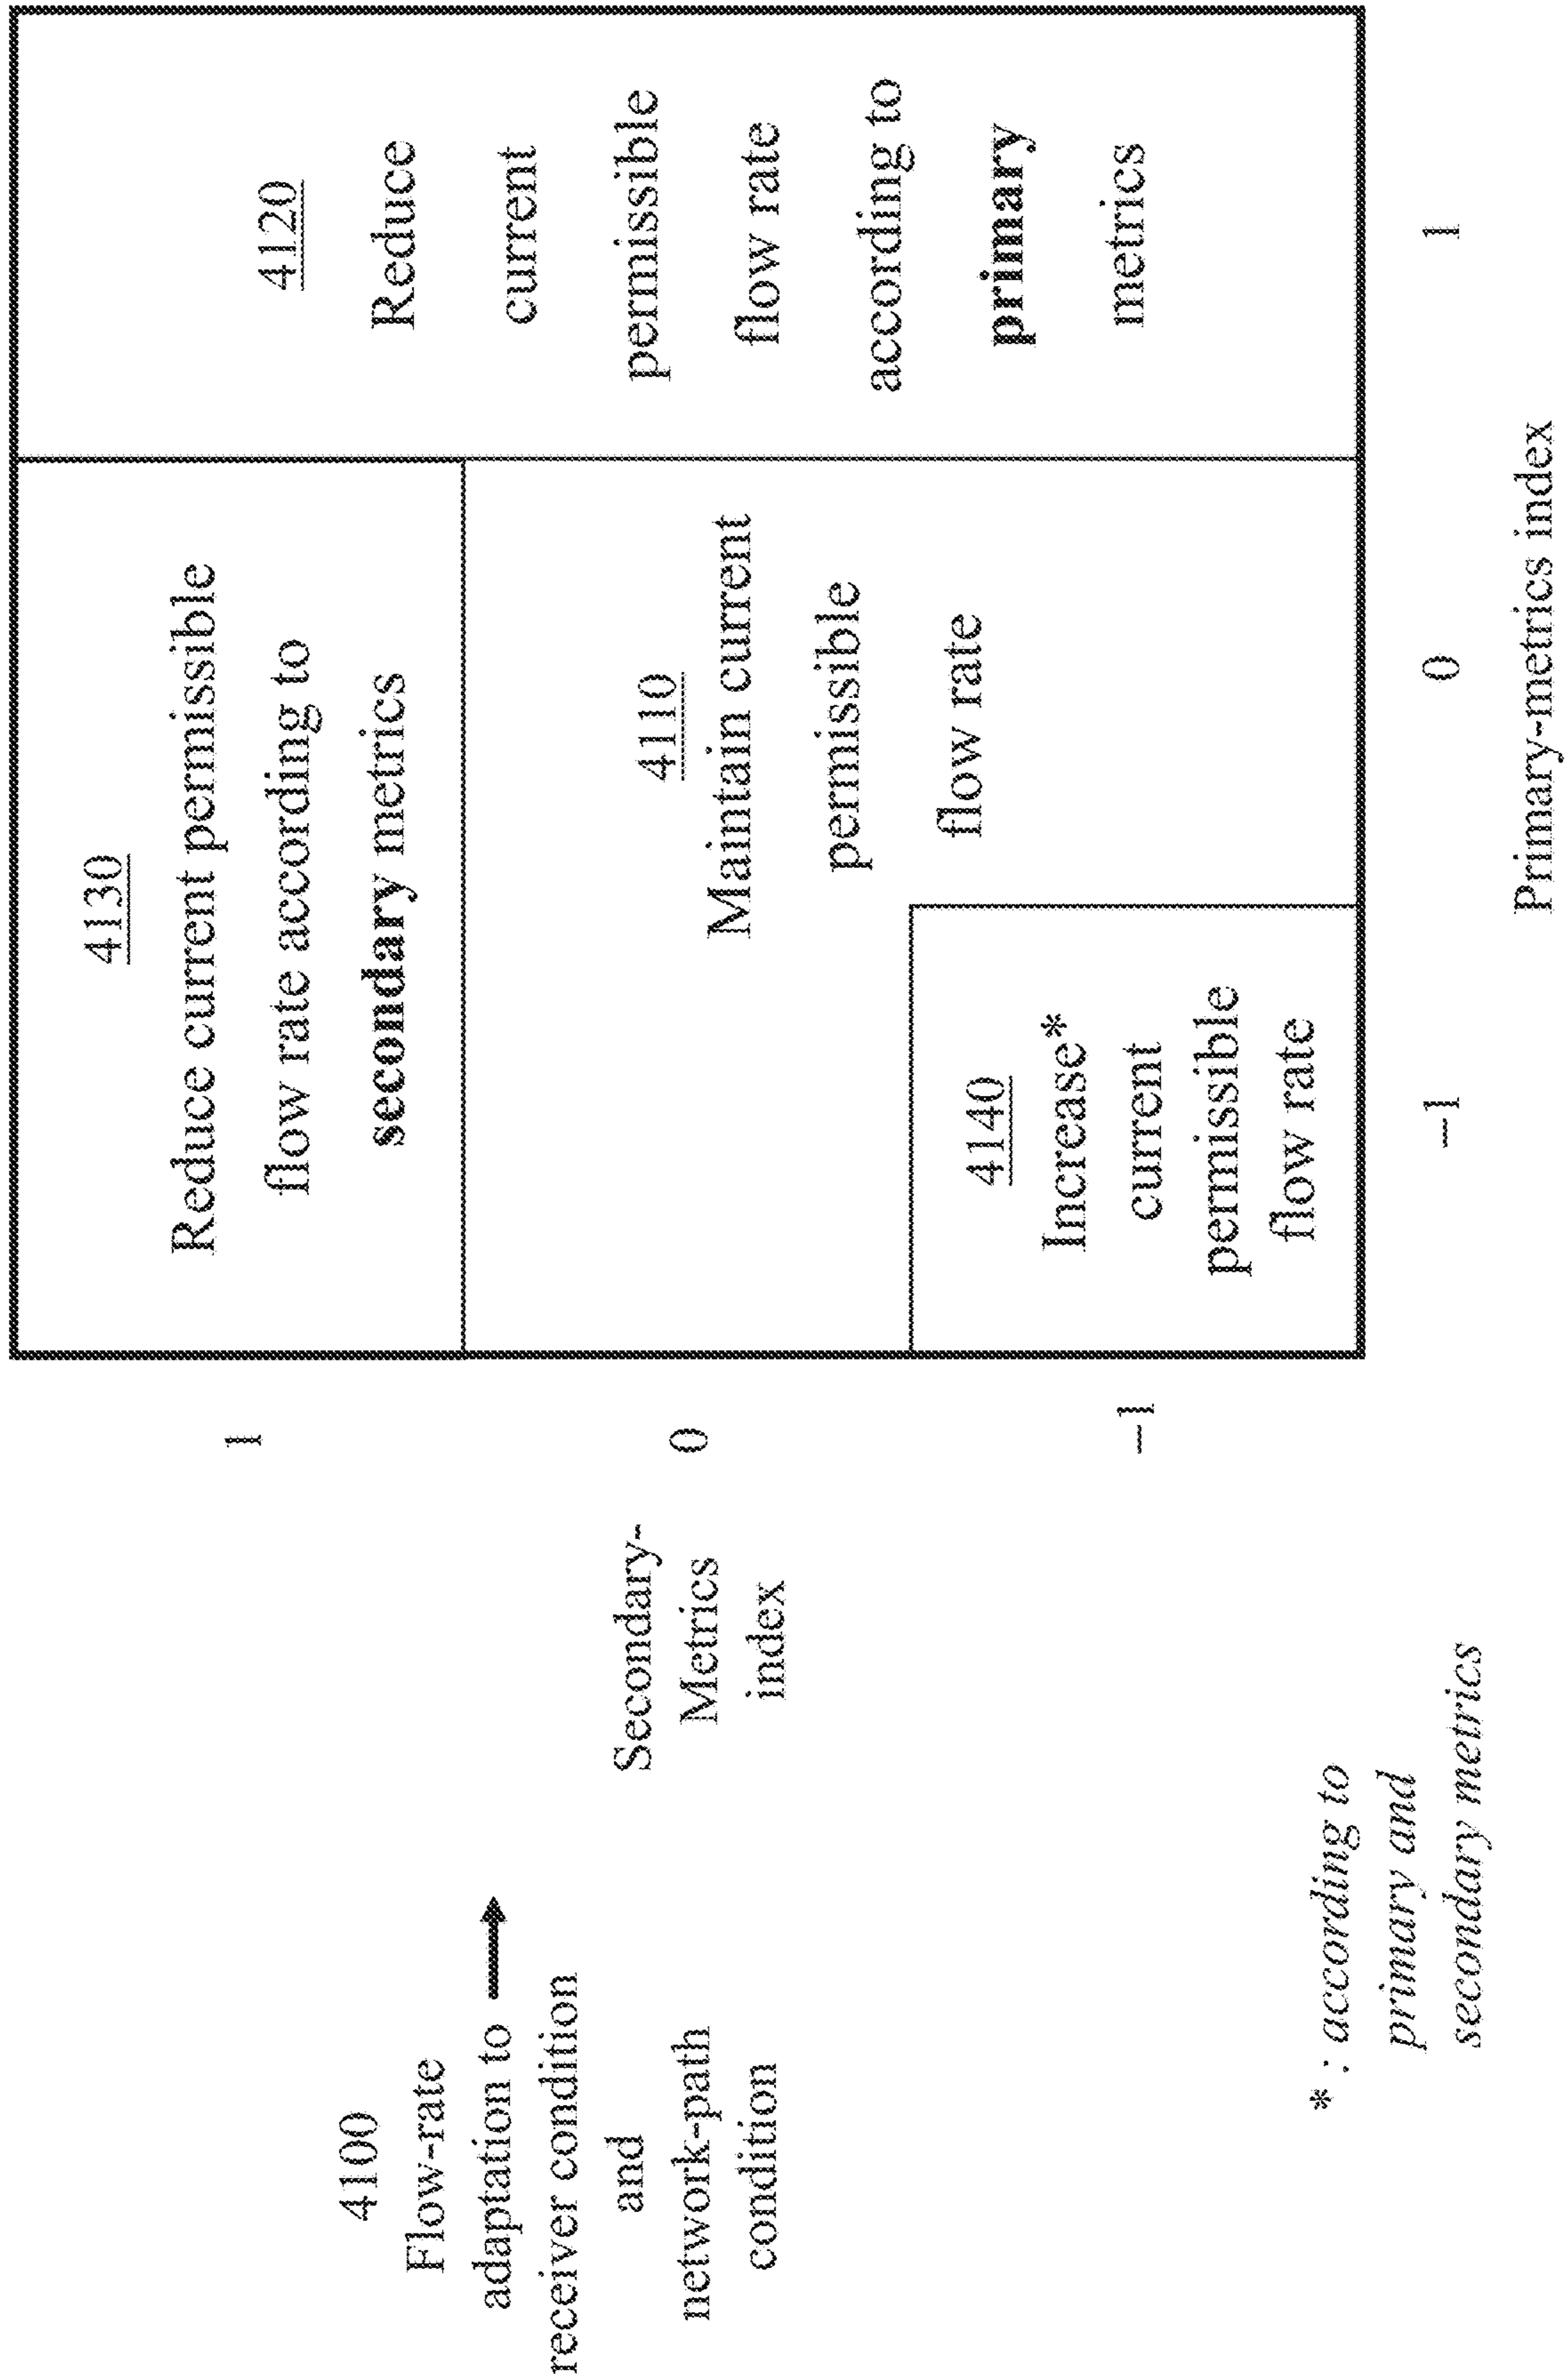 4100
Flow-rate
adaptation to
receiver condition
and
network-path
condition
Secondary-
Metrics
index
1
0
−1
4130
Reduce current permissible
flow rate according to
secondary metrics
4120
Reduce
current
permissible
flow rate
according to
primary
metrics
4110
Maintain current
permissible
flow rate
4140
Increase*
current
permissible
flow rate
−1
0
1
Primary-metrics index
* : according to
primary and
secondary metrics